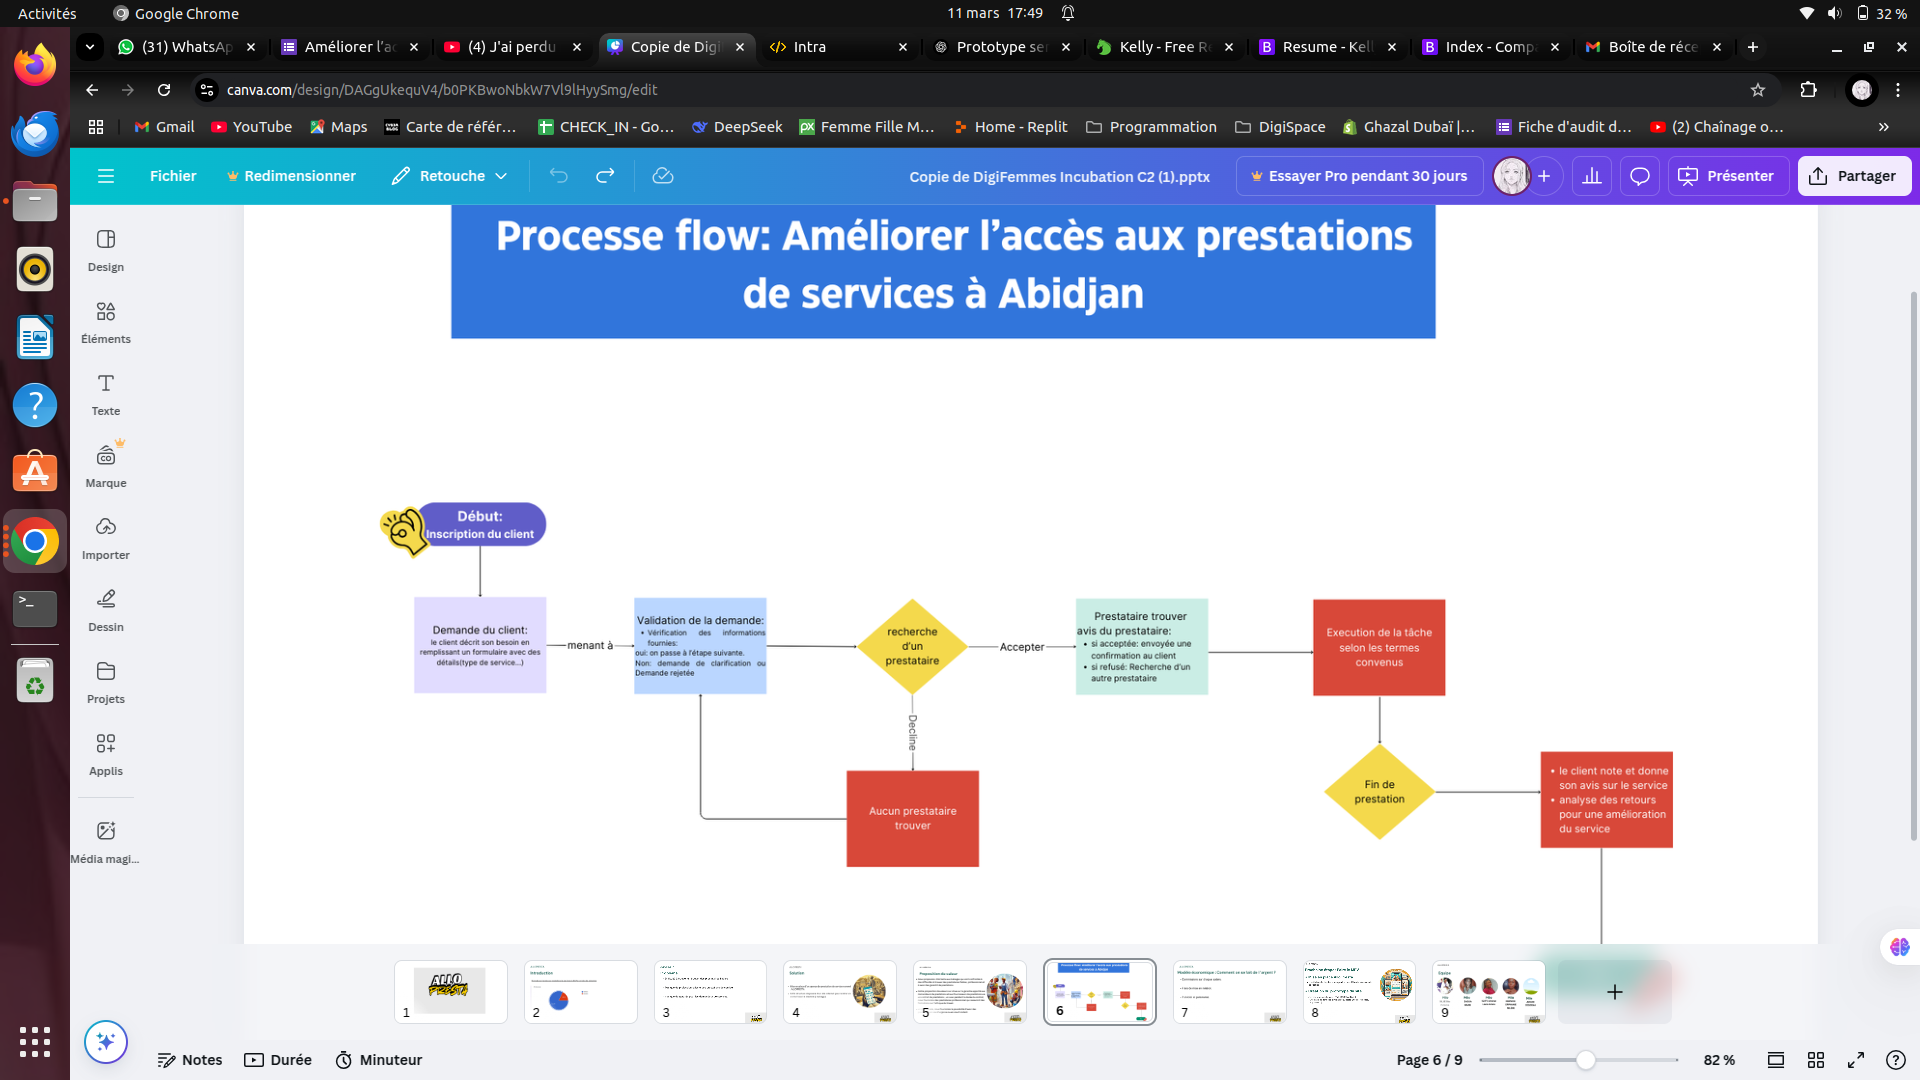 Activités
Google Chrome
11 mars 17:49
32 %
(31) WhatsAp
Améliorer l'ac
(4) J'ai perdu
Copie de Digi
Intra
Prototype ser
Kelly - Free R
Resume - Kell
Index - Comp
Boîte de réce
canva.com/design/DAGgUkequV4/b0PKBwoNbkW7Vl9lHyySmg/edit
Gmail
YouTube
Maps
Carte de référ...
CHECK_IN - Go...
DeepSeek
Femme Fille M...
Home - Replit
Programmation
DigiSpace
Ghazal Dubaï |...
Fiche d'audit d...
(2) Chaînage o...
Fichier
Redimensionner
Retouche
Copie de DigiFemmes Incubation C2 (1).pptx
Essayer Pro pendant 30 jours
Présenter
Partager
Design
Éléments
Texte
Marque
Importer
Dessin
Projets
Applis
Média magi...
Processe flow: Améliorer l'accès aux prestations
de services à Abidjan
Début:
Inscription du client
Demande du client:
le client décrit son besoin en
remplissant un formulaire avec des
détails(type de service...)
menant à
Validation de la demande:
• Vérification des informations
fournies:
oui: on passe à l'étape suivante.
Non: demande de clarification ou
Demande rejetée
recherche
d'un
prestataire
Accepter
Decline
Aucun prestataire
trouver
Prestataire trouver
avis du prestataire:
• si acceptée: envoyée une
confirmation au client
• si refusé: Recherche d'un
autre prestataire
Execution de la tâche
selon les termes
convenus
Fin de
prestation
• le client note et donne
son avis sur le service
• analyse des retours
pour une amélioration
du service
ALLO
PRESTA
1
Introduction
2
3
Solution
4
Proposition de valeur
5
6
7
8
Equipe
9
Notes
Durée
Minuteur
Page 6 / 9
82 %